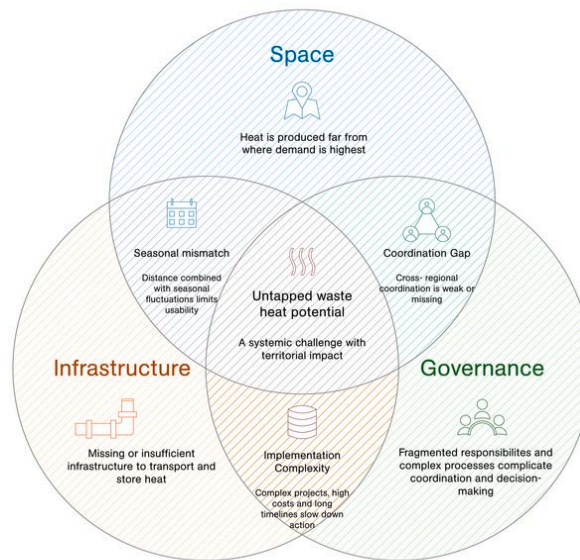 Space
Heat is produced far from
where demand is highest
Seasonal mismatch
Distance combined
with seasonal
fluctuations limits
usability
Coordination Gap
Cross- regional
coordination is weak or
missing
Untapped waste
heat potential
A systemic challenge with
territorial impact
Infrastructure
Missing or insufficient
infrastructure to transport and
store heat
Governance
Fragmented responsibilites and
complex processes complicate
coordination and decision-
making
Implementation
Complexity
Complex projects, high
costs and long
timelines slow down
action